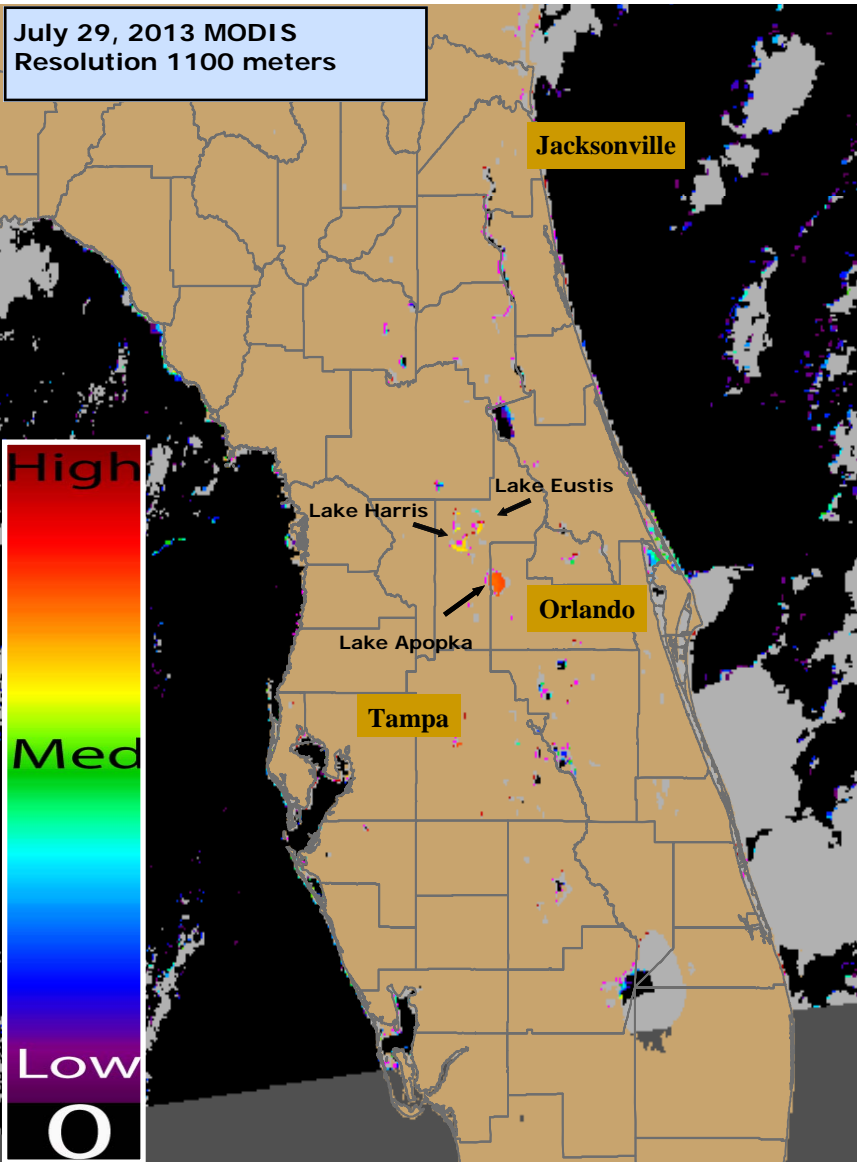 July 29, 2013 MODIS
Resolution 1100 meters
Jacksonville
High
Lake Eustis
Lake Harris
Orlando
Lake Apopka
Tampa
Med
Low
0